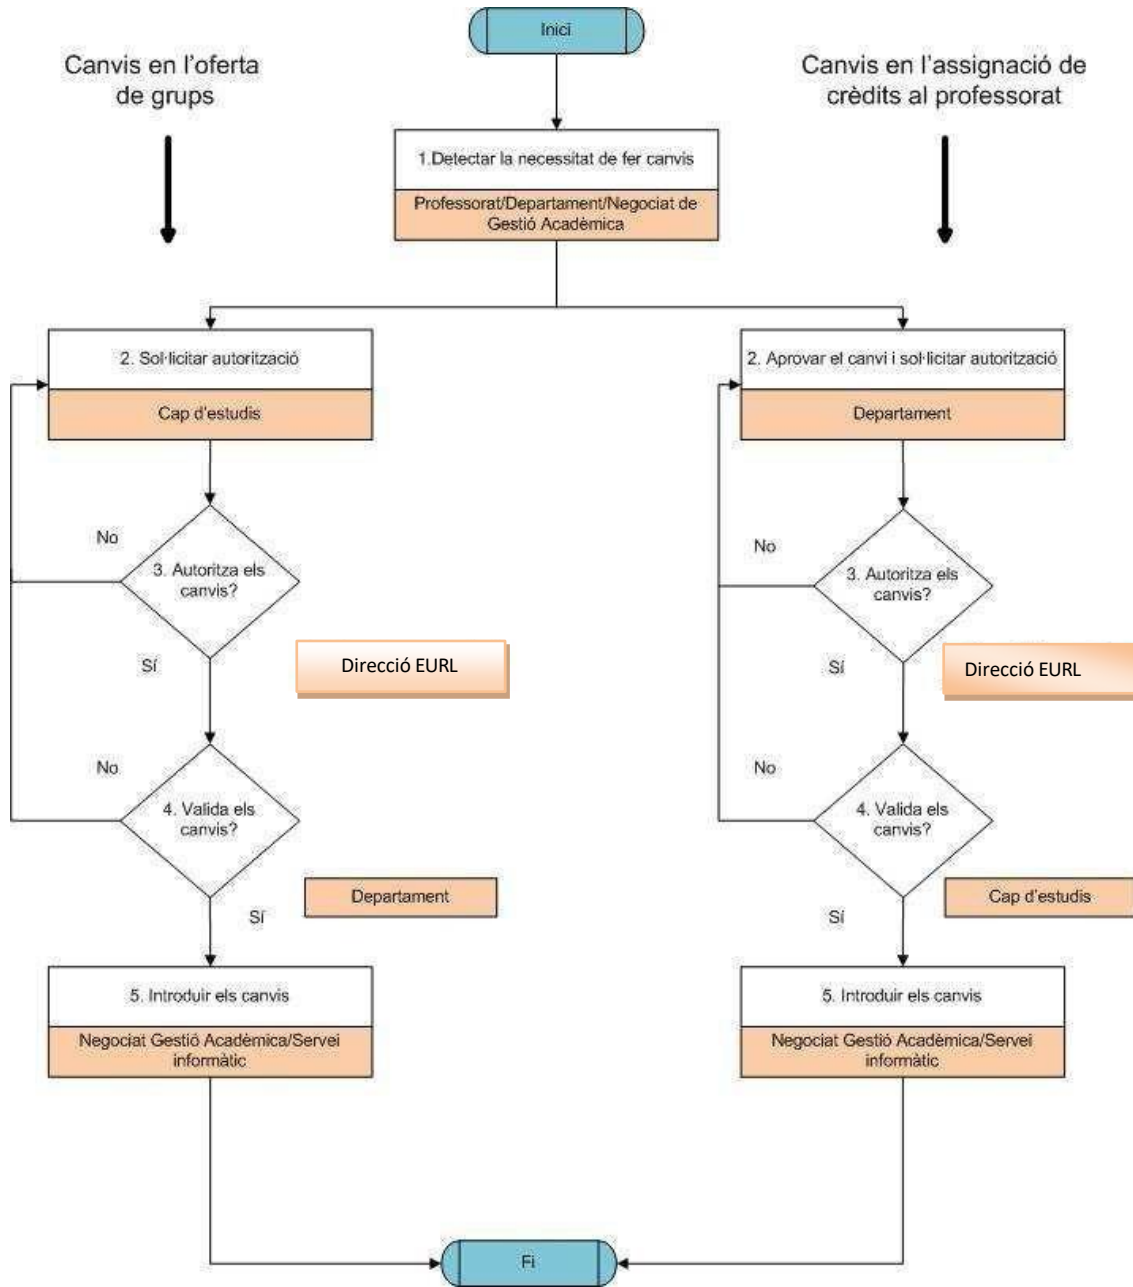 Inici
Canvis en l'oferta
de grups
Canvis en l'assignació de
crèdits al professorat
1.Detectar la necessitat de fer canvis
Professorat/Departament/Negociat de
Gestió Acadèmica
2. Sol·licitar autorització
Cap d'estudis
2. Aprovar el canvi i sol·licitar autorització
Departament
No
3. Autoritza els
canvis?
No
3. Autoritza els
canvis?
Sí
Direcció EURL
Sí
Direcció EURL
No
4. Valida els
canvis?
No
4. Valida els
canvis?
Departament
Sí
Cap d'estudis
Sí
5. Introduir els canvis
Negociat Gestió Acadèmica/Servei
informàtic
5. Introduir els canvis
Negociat Gestió Acadèmica/Servei
informàtic
Fi